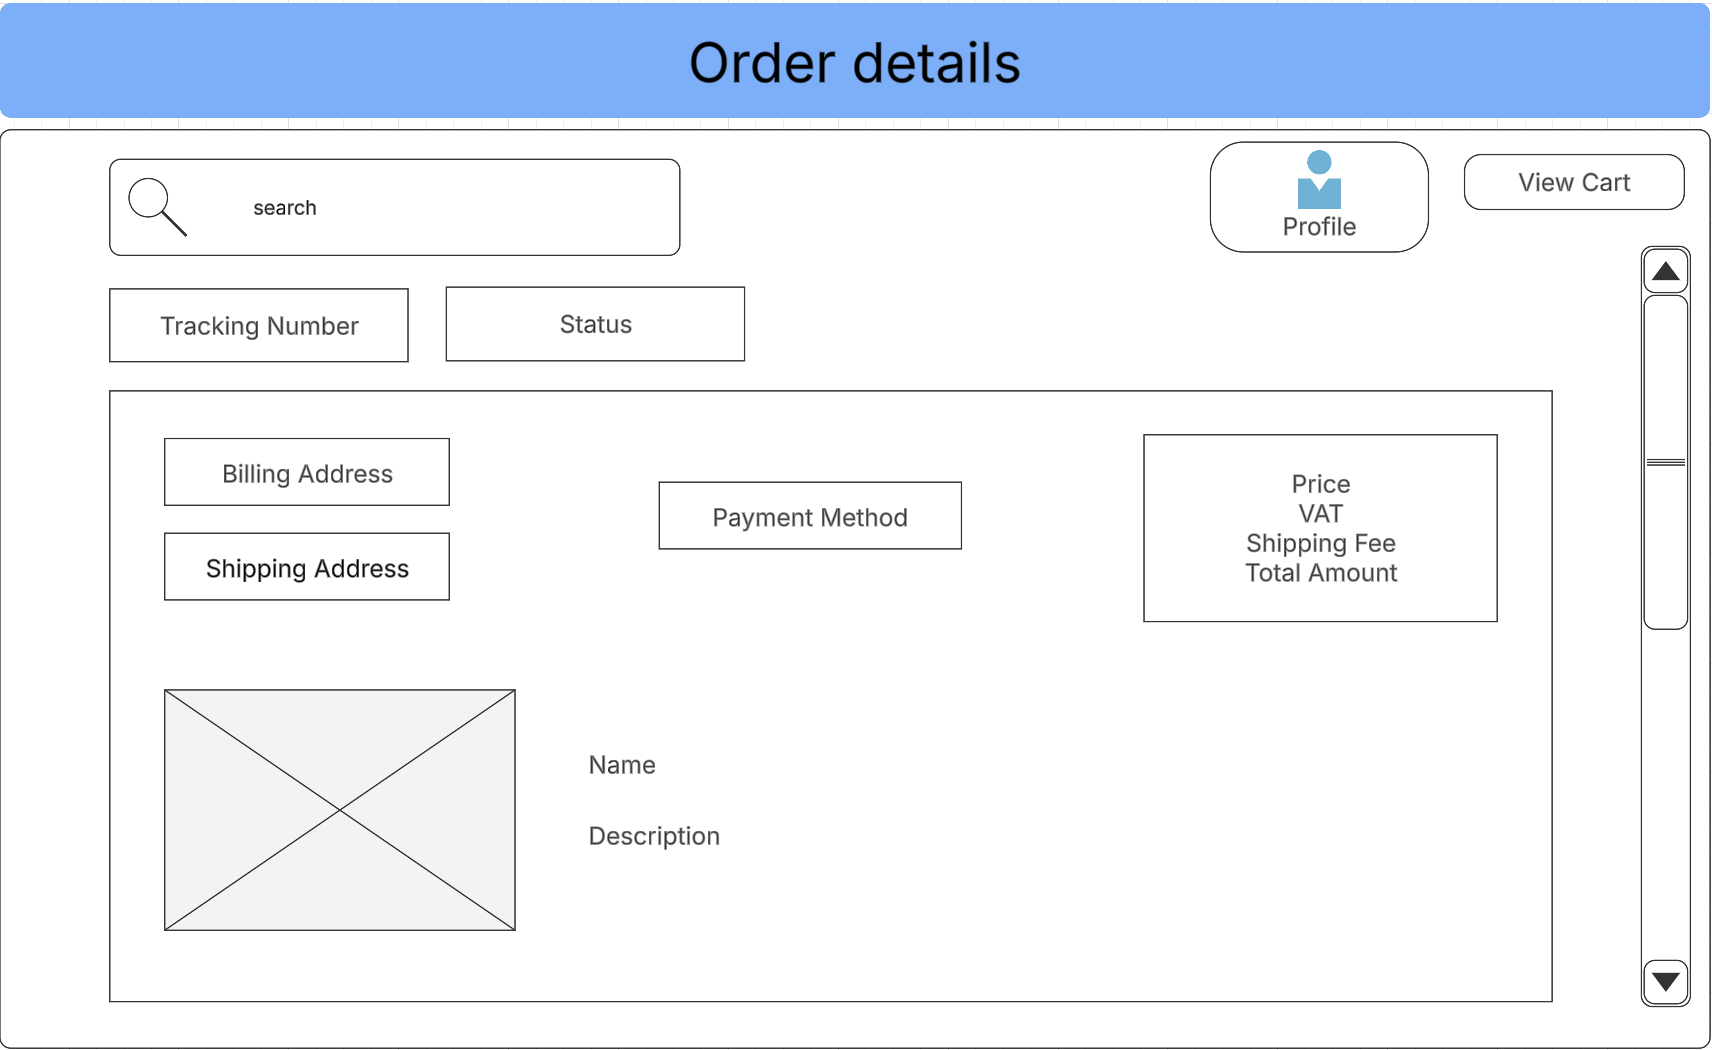 Order details
search
Profile
View Cart
Tracking Number
Status
Billing Address
Shipping Address
Payment Method
Price
VAT
Shipping Fee
Total Amount
Name
Description